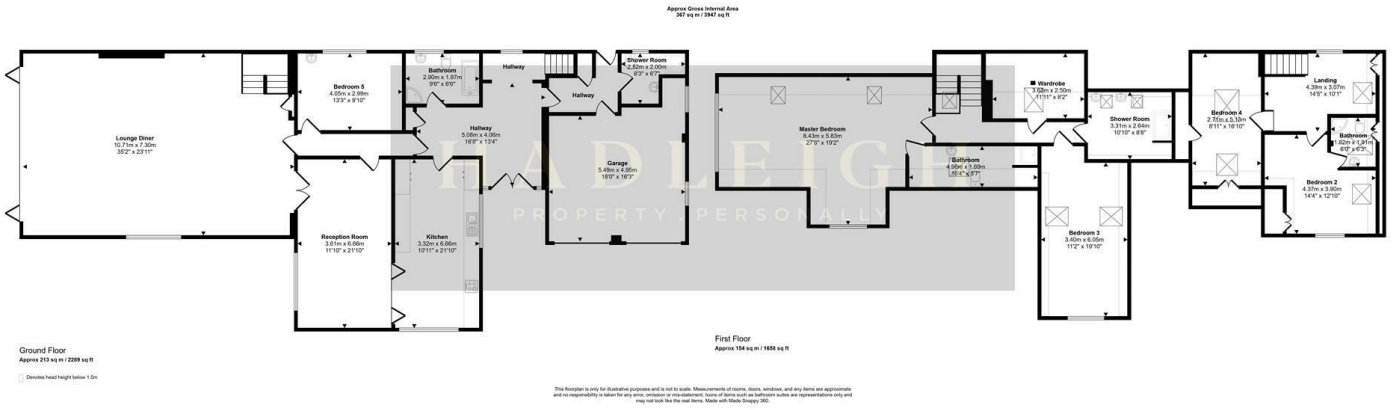 Approx Gross Internal Area
367 sq m / 3947 sq ft
Lounge Diner
10.71m x 7.30m
35'2" x 23'11"
Bedroom 5
4.05m x 2.99m
13'3" x 9'10"
Bathroom
2.90m x 1.97m
9'6" x 6'6"
Hallway
Hallway
5.08m x 4.06m
16'8" x 13'4"
Hallway
Shower Room
2.52m x 2.00m
8'3" x 6'7"
Garage
5.49m x 4.95m
18'0" x 16'3"
Reception Room
3.61m x 6.66m
11'10" x 21'10"
Kitchen
3.32m x 6.66m
10'11" x 21'10"
Ground Floor
Approx 213 sq m / 2289 sq ft
Denotes head height below 1.5m
Master Bedroom
8.43m x 5.83m
27'8" x 19'2"
Wardrobe
3.62m x 2.50m
11'11" x 8'2"
Shower Room
3.31m x 2.64m
10'10" x 8'8"
Bathroom
4.98m x 1.69m
16'4" x 5'7"
Bedroom 3
3.40m x 6.05m
11'2" x 19'10"
Bedroom 4
2.71m x 5.13m
8'11" x 16'10"
Landing
4.39m x 3.07m
14'5" x 10'1"
Bathroom
1.82m x 1.91m
6'0" x 6'3"
Bedroom 2
4.37m x 3.90m
14'4" x 12'10"
First Floor
Approx 154 sq m / 1658 sq ft
HADLEIGH
PROPERTY. PERSONALLY
This floorplan is only for illustrative purposes and is not to scale. Measurements of rooms, doors, windows, and any items are approximate
and no responsibility is taken for any error, omission or mis-statement. Icons of items such as bathroom suites are representations only and
may not look like the real items. Made with Made Snappy 360.